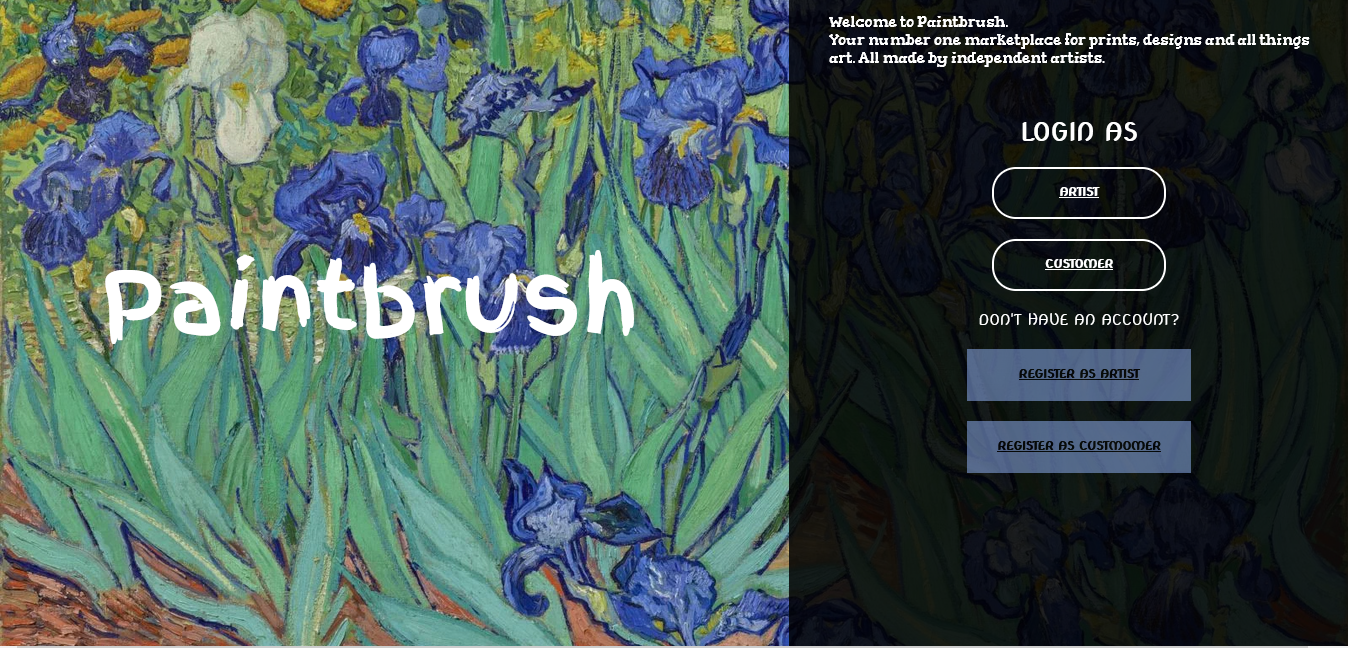 Paintbrush
Welcome to Paintbrush.
Your number one marketplace for prints, designs and all things
art. All made by independent artists.
LOGIN AS
ARTIST
CUSTOMER
DON'T HAVE AN ACCOUNT?
REGISTER AS ARTIST
REGISTER AS CUSTMOMER